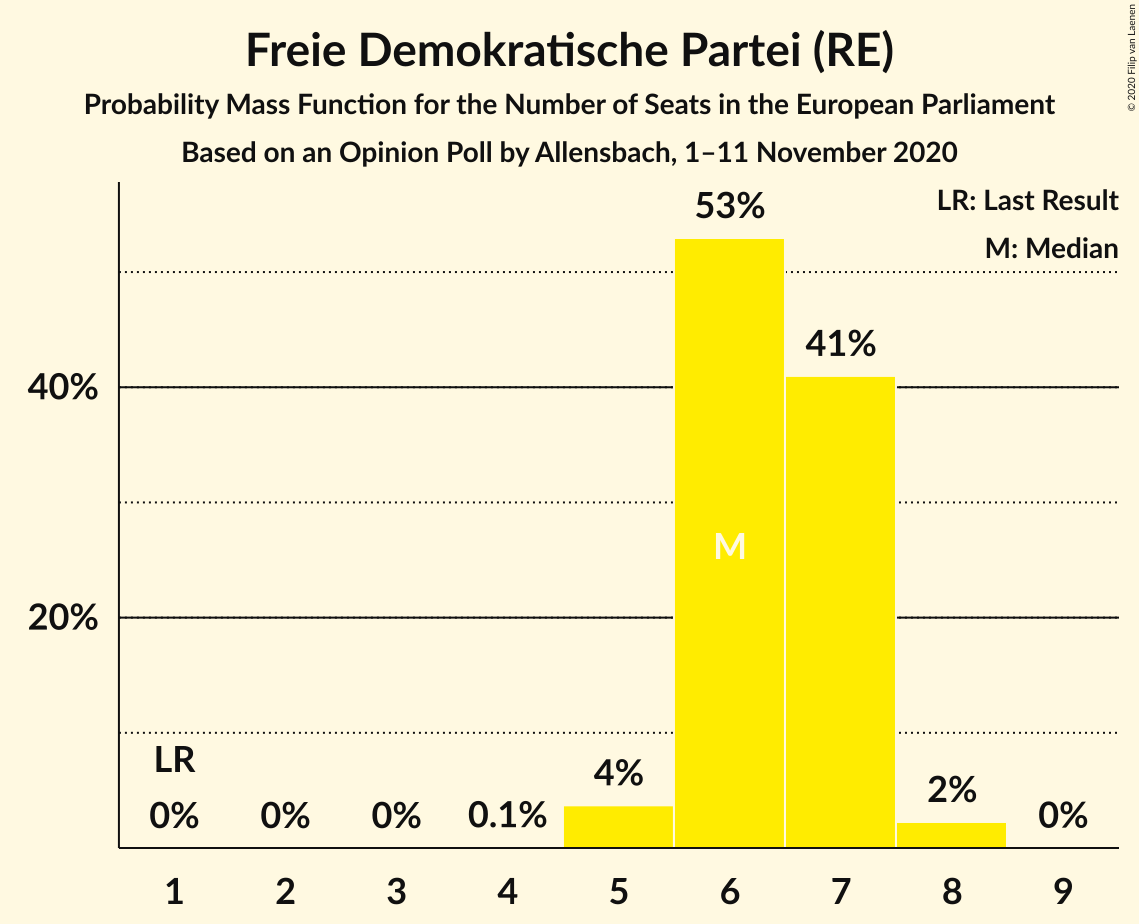 Freie Demokratische Partei (RE)
Probability Mass Function for the Number of Seats in the European Parliament
Based on an Opinion Poll by Allensbach, 1–11 November 2020
© 2020 Filip van Laenen
LR: Last Result
M: Median
53%
41%
40%
M
20%
LR
0%
0%
0%
0.1%
4%
2%
0%
1
2
3
4
5
6
7
8
9